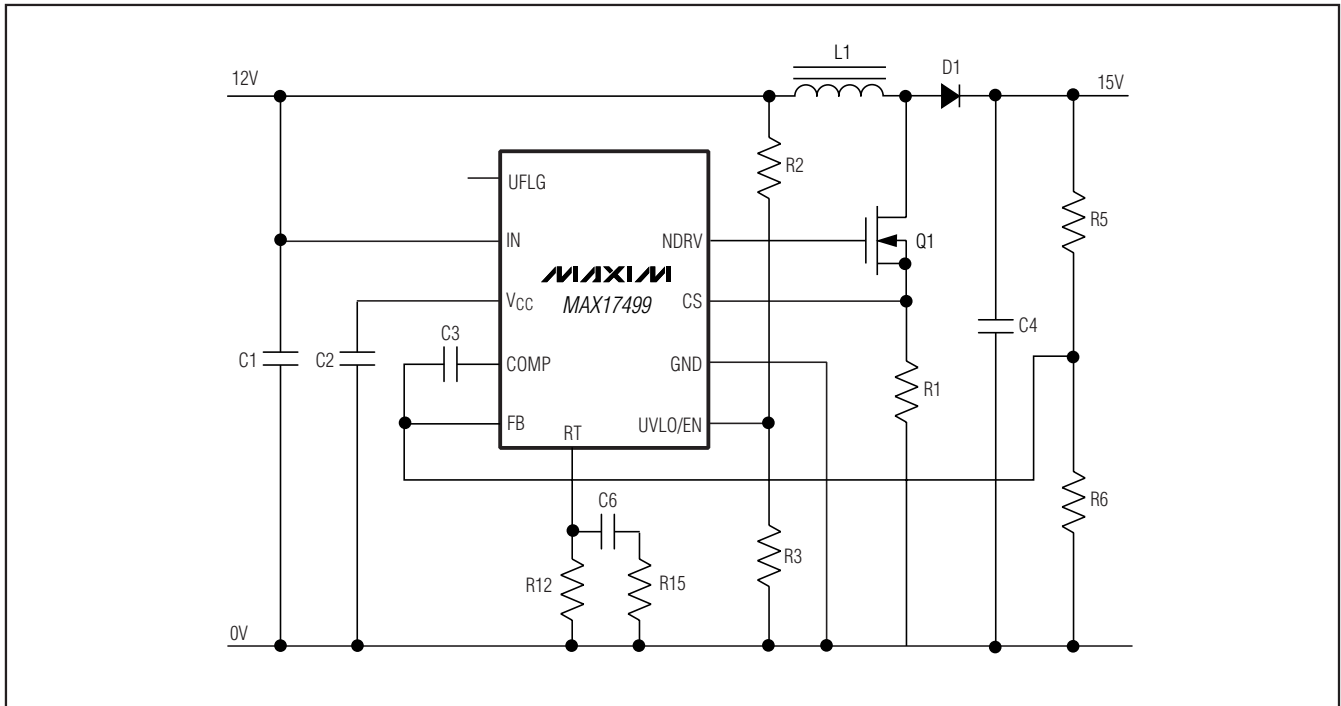 L1
D1
12V
15V
R2
UFLG
R5
IN
NDRV
Q1
MAXIM
MAX17499
VCC
CS
C3
C4
C1
C2
COMP
GND
R1
FB
UVLO/EN
RT
C6
R6
R3
R12
R15
0V